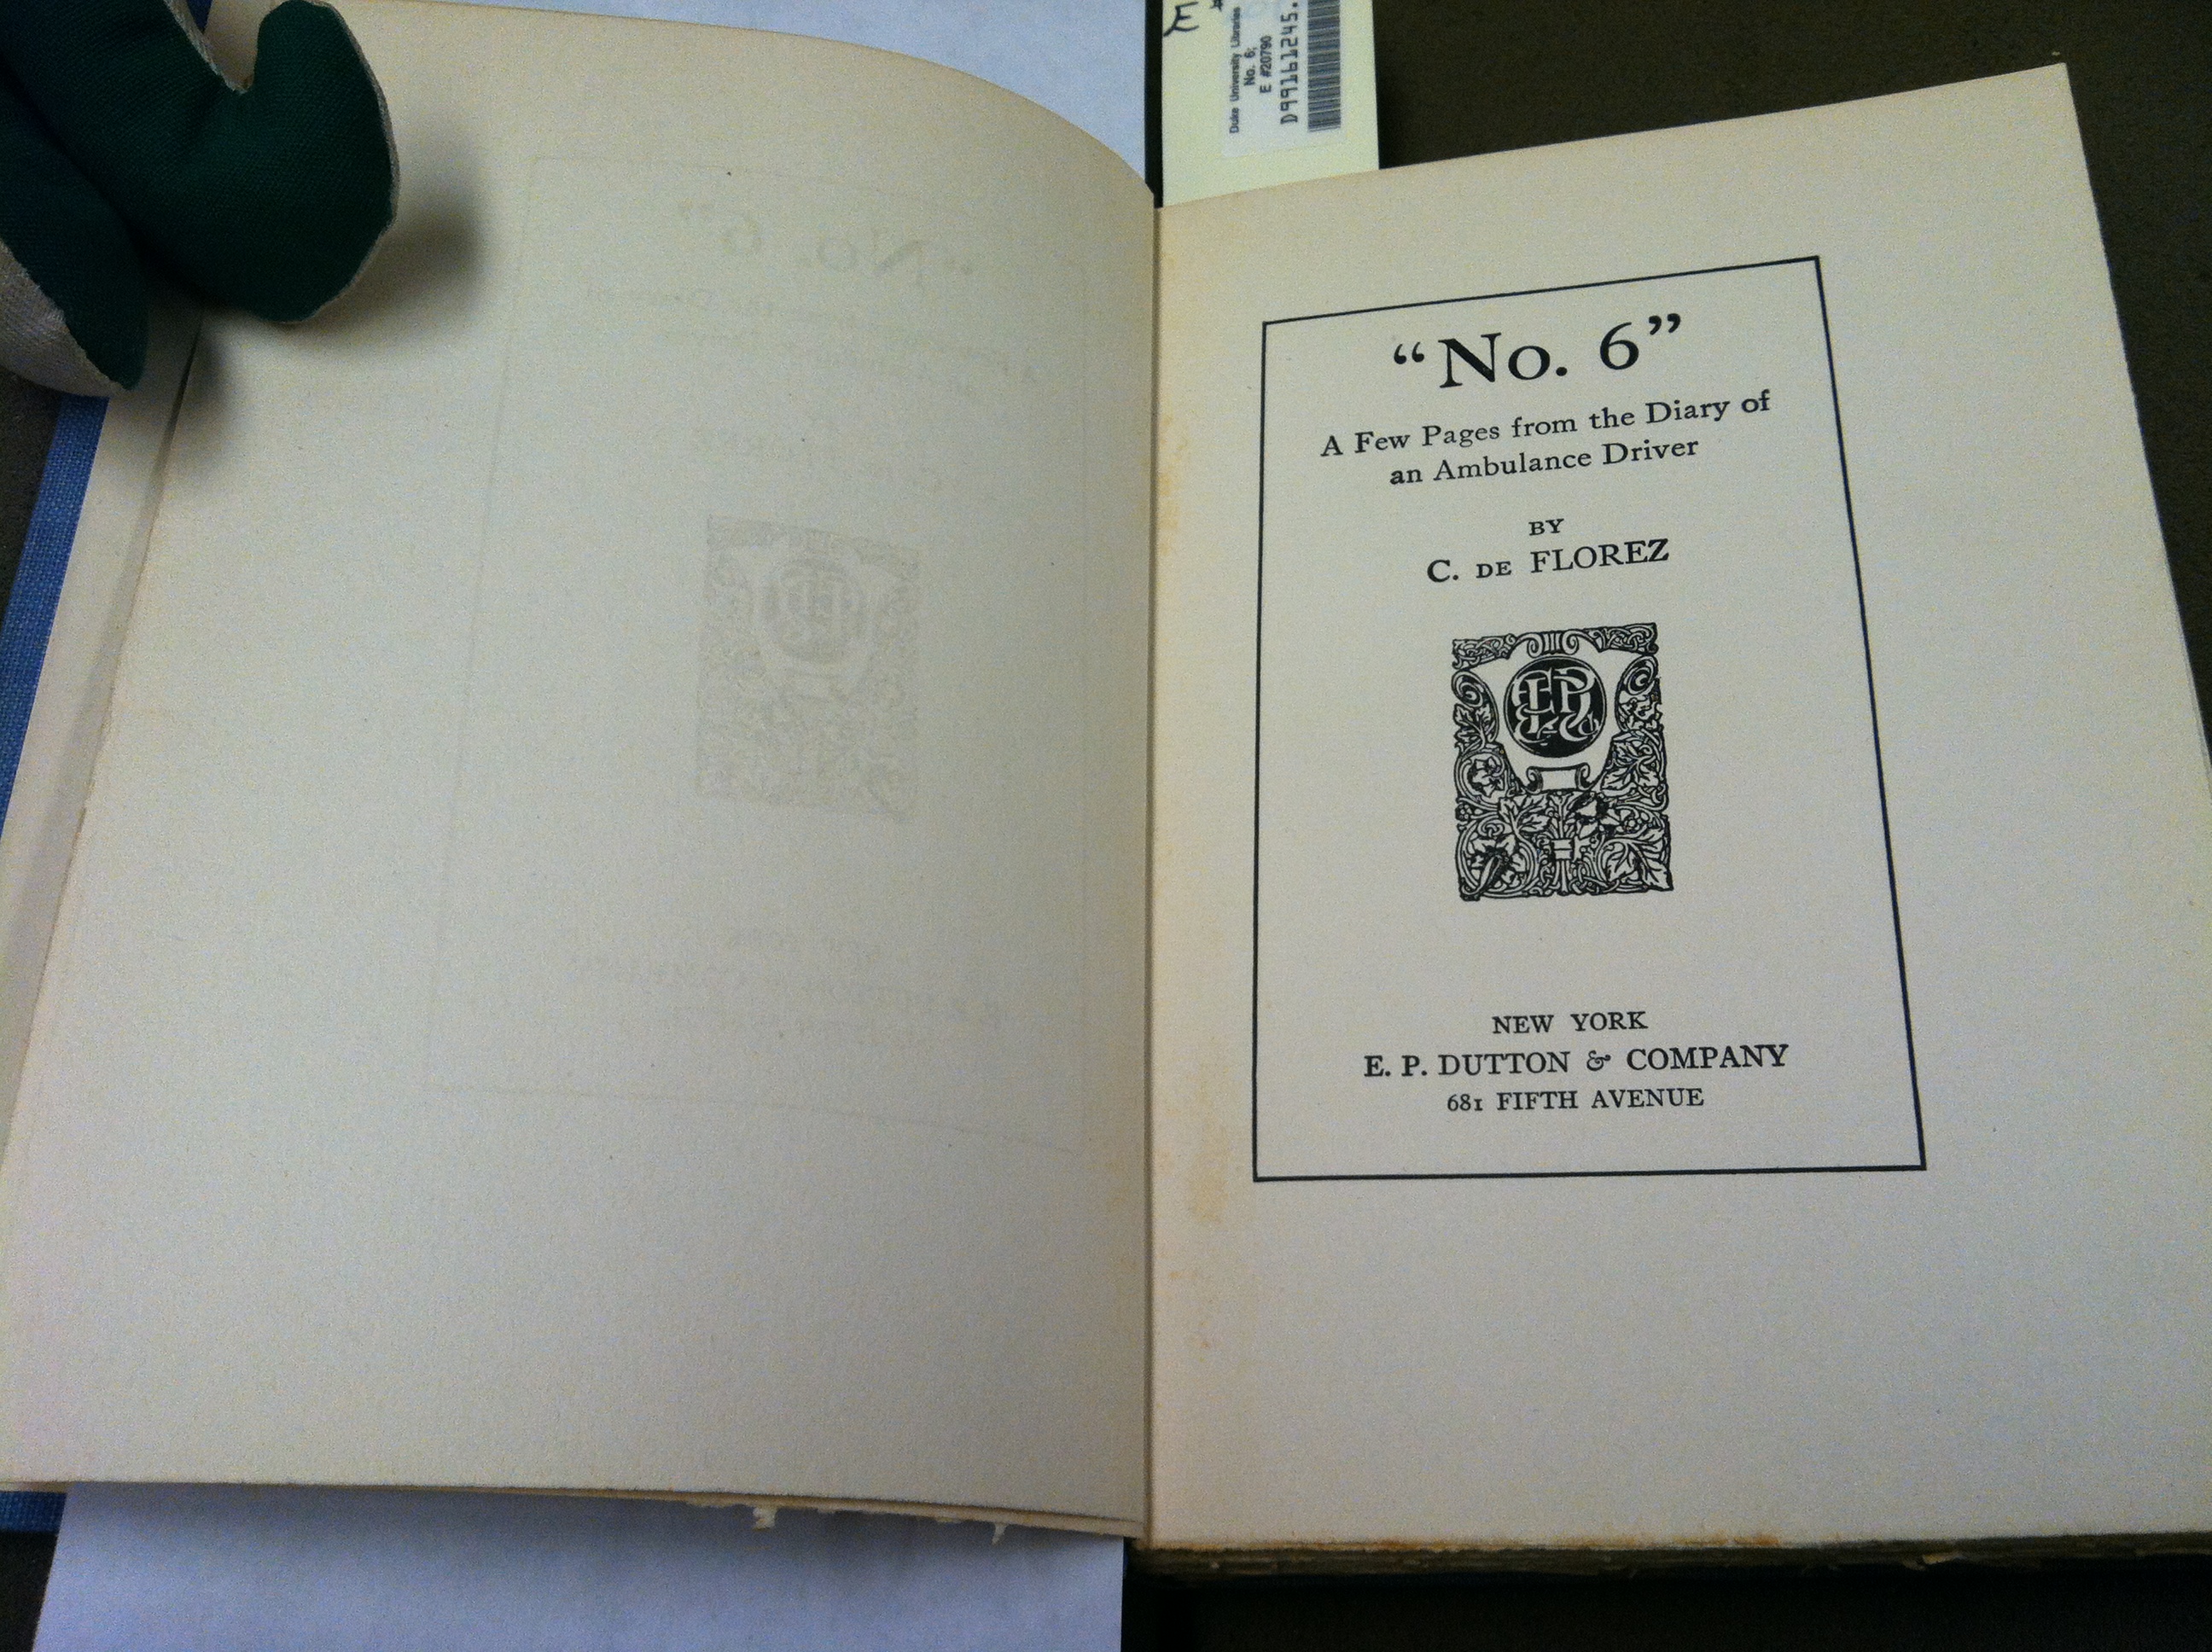 Duke University Libraries
No. 6;
E #20790
D99161245.
“No. 6”
A Few Pages from the Diary of
an Ambulance Driver
BY
C. DE FLOREZ
NEW YORK
E. P. DUTTON & COMPANY
681 FIFTH AVENUE